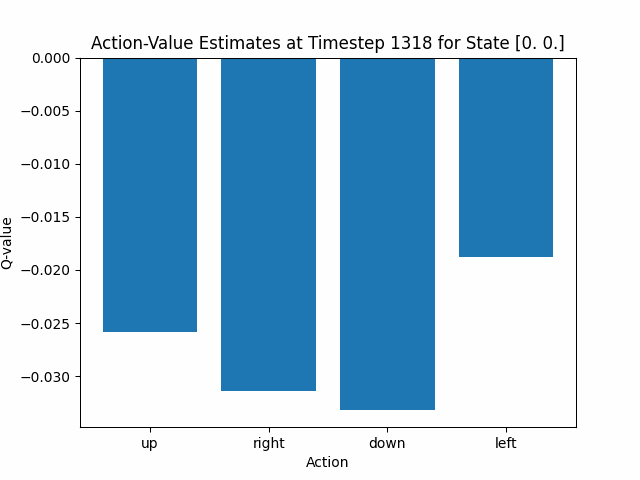 Action-Value Estimates at Timestep 1318 for State [0. 0.]
0.000
−0.005
−0.010
−0.015
−0.020
−0.025
−0.030
Q-value
up right down left
Action